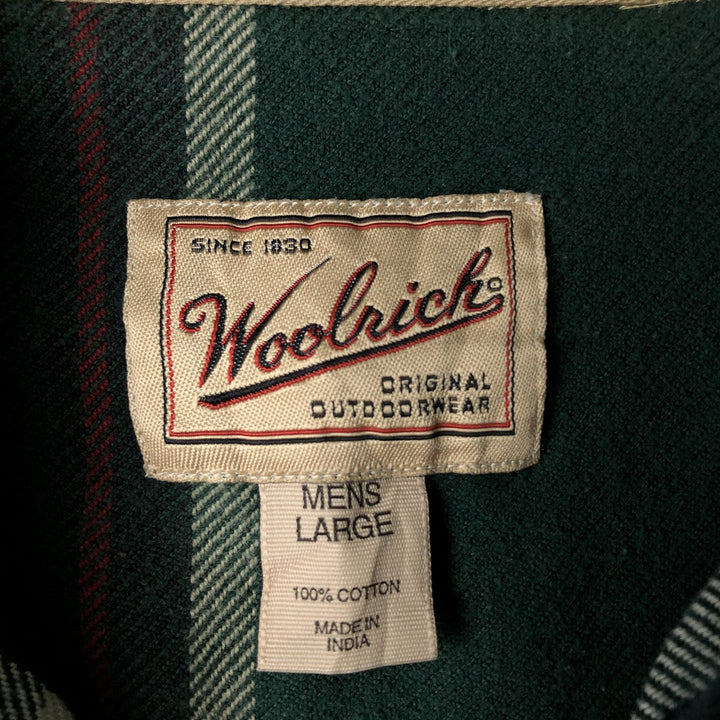 SINCE 1830
Woolrich
ORIGINAL
OUTDOORWEAR
MENS
LARGE
100% COTTON
MADE IN
INDIA